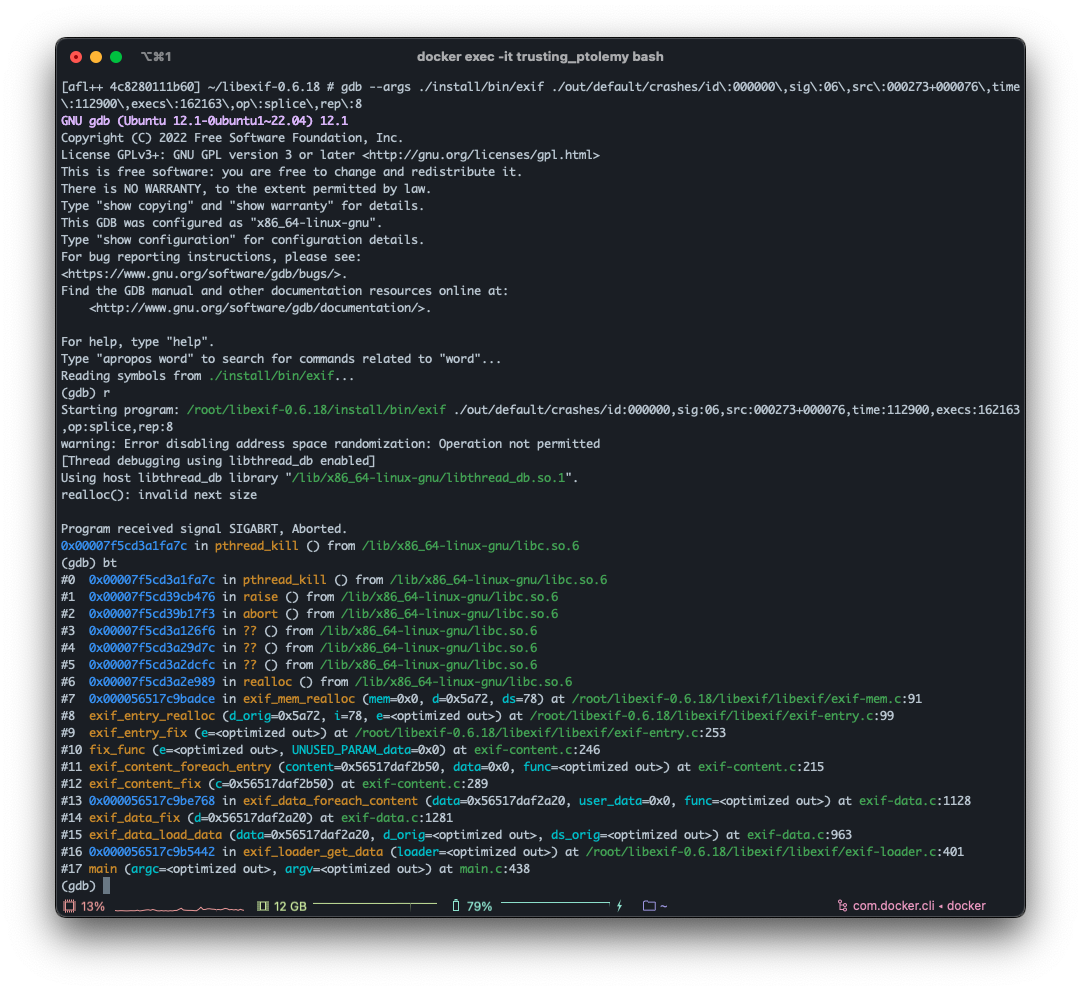 ⌥⌘1
docker exec -it trusting_ptolemy bash
[afl++ 4c8280111b60] ~/libexif-0.6.18 # gdb --args ./install/bin/exif ./out/default/crashes/id\:000000\,sig\:06\,src\:000273+000076\,time
\:112900\,execs\:162163\,op\:splice\,rep\:8
GNU gdb (Ubuntu 12.1-0ubuntu1~22.04) 12.1
Copyright (C) 2022 Free Software Foundation, Inc.
License GPLv3+: GNU GPL version 3 or later <http://gnu.org/licenses/gpl.html>
This is free software: you are free to change and redistribute it.
There is NO WARRANTY, to the extent permitted by law.
Type "show copying" and "show warranty" for details.
This GDB was configured as "x86_64-linux-gnu".
Type "show configuration" for configuration details.
For bug reporting instructions, please see:
<https://www.gnu.org/software/gdb/bugs/>.
Find the GDB manual and other documentation resources online at:
    <http://www.gnu.org/software/gdb/documentation/>.
For help, type "help".
Type "apropos word" to search for commands related to "word"...
Reading symbols from ./install/bin/exif...
(gdb) r
Starting program: /root/libexif-0.6.18/install/bin/exif ./out/default/crashes/id:000000,sig:06,src:000273+000076,time:112900,execs:162163
,op:splice,rep:8
warning: Error disabling address space randomization: Operation not permitted
[Thread debugging using libthread_db enabled]
Using host libthread_db library "/lib/x86_64-linux-gnu/libthread_db.so.1".
realloc(): invalid next size
Program received signal SIGABRT, Aborted.
0x00007f5cd3a1fa7c in pthread_kill () from /lib/x86_64-linux-gnu/libc.so.6
(gdb) bt
#0  0x00007f5cd3a1fa7c in pthread_kill () from /lib/x86_64-linux-gnu/libc.so.6
#1  0x00007f5cd39cb476 in raise () from /lib/x86_64-linux-gnu/libc.so.6
#2  0x00007f5cd39b17f3 in abort () from /lib/x86_64-linux-gnu/libc.so.6
#3  0x00007f5cd3a126f6 in ?? () from /lib/x86_64-linux-gnu/libc.so.6
#4  0x00007f5cd3a29d7c in ?? () from /lib/x86_64-linux-gnu/libc.so.6
#5  0x00007f5cd3a2dcfc in ?? () from /lib/x86_64-linux-gnu/libc.so.6
#6  0x00007f5cd3a2e989 in realloc () from /lib/x86_64-linux-gnu/libc.so.6
#7  0x000056517c9badce in exif_mem_realloc (mem=0x0, d=0x5a72, ds=78) at /root/libexif-0.6.18/libexif/libexif/exif-mem.c:91
#8  exif_entry_realloc (d_orig=0x5a72, i=78, e=<optimized out>) at /root/libexif-0.6.18/libexif/libexif/exif-entry.c:99
#9  exif_entry_fix (e=<optimized out>) at /root/libexif-0.6.18/libexif/libexif/exif-entry.c:253
#10 fix_func (e=<optimized out>, UNUSED_PARAM_data=0x0) at exif-content.c:246
#11 exif_content_foreach_entry (content=0x56517daf2b50, data=0x0, func=<optimized out>) at exif-content.c:215
#12 exif_content_fix (c=0x56517daf2b50) at exif-content.c:289
#13 0x000056517c9be768 in exif_data_foreach_content (data=0x56517daf2a20, user_data=0x0, func=<optimized out>) at exif-data.c:1128
#14 exif_data_fix (d=0x56517daf2a20) at exif-data.c:1281
#15 exif_data_load_data (data=0x56517daf2a20, d_orig=<optimized out>, ds_orig=<optimized out>) at exif-data.c:963
#16 0x000056517c9b5442 in exif_loader_get_data (loader=<optimized out>) at /root/libexif-0.6.18/libexif/libexif/exif-loader.c:401
#17 main (argc=<optimized out>, argv=<optimized out>) at main.c:438
(gdb)
13% 12 GB 79% ~ com.docker.cli ◂ docker